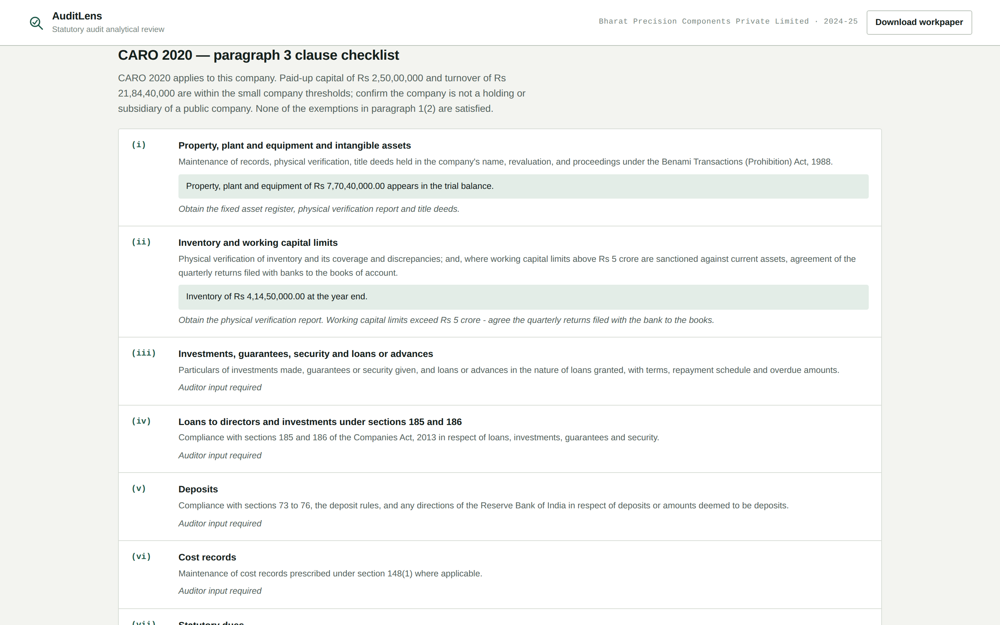 AuditLens
Statutory audit analytical review
Bharat Precision Components Private Limited · 2024-25
Download workpaper
CARO 2020 — paragraph 3 clause checklist
CARO 2020 applies to this company. Paid-up capital of Rs 2,50,00,000 and turnover of Rs
21,84,40,000 are within the small company thresholds; confirm the company is not a holding or
subsidiary of a public company. None of the exemptions in paragraph 1(2) are satisfied.
(i)
Property, plant and equipment and intangible assets
Maintenance of records, physical verification, title deeds held in the company's name, revaluation, and proceedings under the Benami Transactions (Prohibition) Act, 1988.
Property, plant and equipment of Rs 7,70,40,000.00 appears in the trial balance.
Obtain the fixed asset register, physical verification report and title deeds.
(ii)
Inventory and working capital limits
Physical verification of inventory and its coverage and discrepancies; and, where working capital limits above Rs 5 crore are sanctioned against current assets, agreement of the
quarterly returns filed with banks to the books of account.
Inventory of Rs 4,14,50,000.00 at the year end.
Obtain the physical verification report. Working capital limits exceed Rs 5 crore - agree the quarterly returns filed with the bank to the books.
(iii)
Investments, guarantees, security and loans or advances
Particulars of investments made, guarantees or security given, and loans or advances in the nature of loans granted, with terms, repayment schedule and overdue amounts.
Auditor input required
(iv)
Loans to directors and investments under sections 185 and 186
Compliance with sections 185 and 186 of the Companies Act, 2013 in respect of loans, investments, guarantees and security.
Auditor input required
(v)
Deposits
Compliance with sections 73 to 76, the deposit rules, and any directions of the Reserve Bank of India in respect of deposits or amounts deemed to be deposits.
Auditor input required
(vi)
Cost records
Maintenance of cost records prescribed under section 148(1) where applicable.
Auditor input required
(vii)
Statutory dues